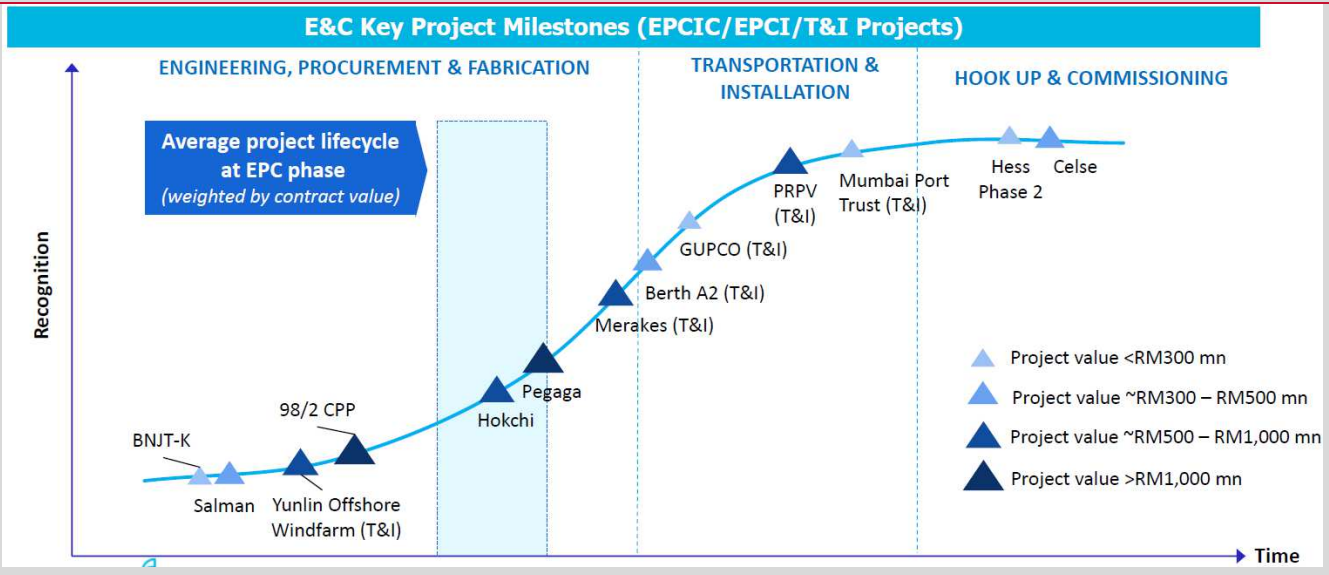 E&C Key Project Milestones (EPCIC/EPCI/T&I Projects)
ENGINEERING, PROCUREMENT & FABRICATION
TRANSPORTATION &
INSTALLATION
HOOK UP & COMMISSIONING
Average project lifecycle
at EPC phase
(weighted by contract value)
Recognition
BNJT-K
Salman
Yunlin Offshore
Windfarm (T&I)
98/2 CPP
Hokchi
Pegaga
Merakes (T&I)
Berth A2 (T&I)
GUPCO (T&I)
PRPV
(T&I)
Mumbai Port
Trust (T&I)
Hess
Phase 2
Celse
Project value <RM300 mn
Project value ~RM300 – RM500 mn
Project value ~RM500 – RM1,000 mn
Project value >RM1,000 mn
Time